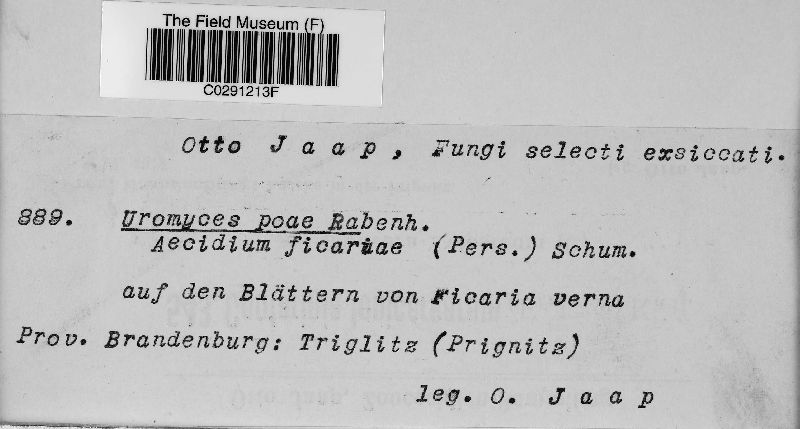 The Field Museum (F)
C0291213F
Otto Jaap, Fungi selecti exsiccati.
889. Uromyces poae Rabenh.
Aecidium ficariae (Pers.) Schum.
auf den Blättern von Ficaria verna
Prov. Brandenburg: Triglitz (Prignitz)
leg. O. Jaap